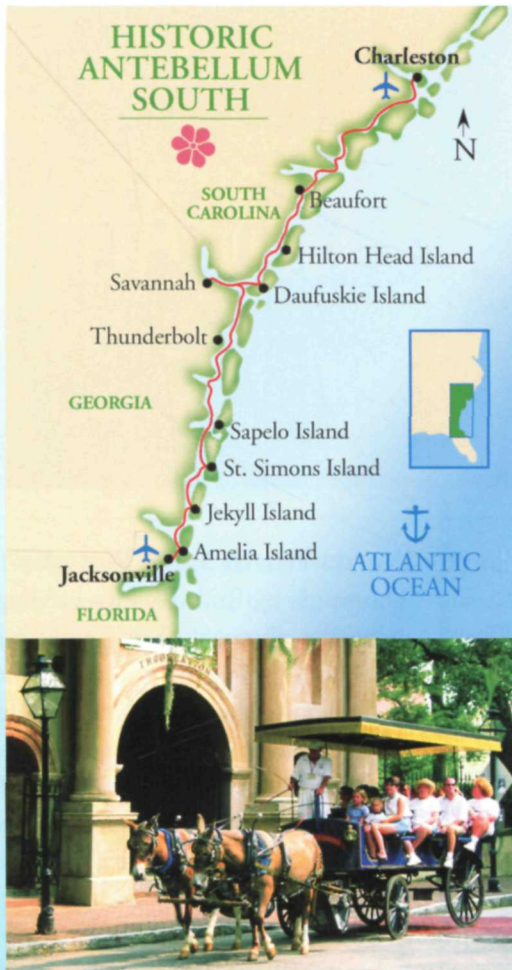 HISTORIC
ANTEBELLUM
SOUTH
Charleston
N
SOUTH
CAROLINA
Beaufort
Hilton Head Island
Savannah
Daufuskie Island
Thunderbolt
GEORGIA
Sapelo Island
St. Simons Island
Jekyll Island
Amelia Island
Jacksonville
ATLANTIC
OCEAN
FLORIDA